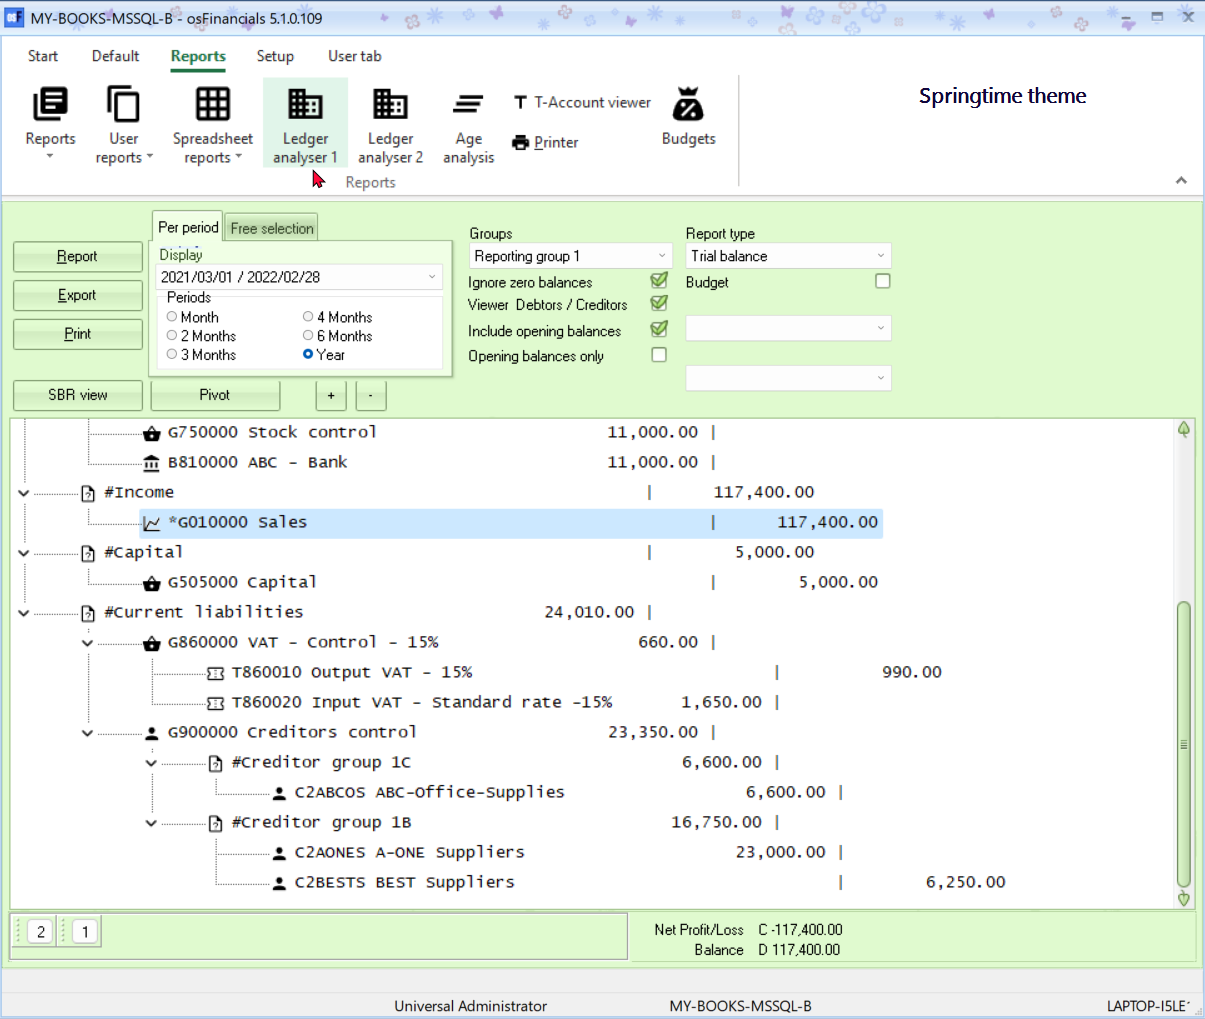 MY-BOOKS-MSSQL-B - osFinancials 5.1.0.109
Start Default Reports Setup User tab
Reports
User reports
Spreadsheet reports
Ledger analyser 1
Ledger analyser 2
Age analysis
T T-Account viewer
Printer
Budgets
Reports
Springtime theme
Report
Export
Print
SBR view
Pivot
+
-
Per period
Free selection
Display
2021/03/01 / 2022/02/28
Periods
Month
2 Months
3 Months
4 Months
6 Months
Year
Groups
Reporting group 1
Ignore zero balances
Viewer Debtors / Creditors
Include opening balances
Opening balances only
Report type
Trial balance
Budget
G750000 Stock control 11,000.00 |
B810000 ABC - Bank 11,000.00 |
#Income | 117,400.00
*G010000 Sales | 117,400.00
#Capital | 5,000.00
G505000 Capital | 5,000.00
#Current liabilities 24,010.00 |
G860000 VAT - Control - 15% 660.00 |
T860010 Output VAT - 15% | 990.00
T860020 Input VAT - Standard rate -15% 1,650.00 |
G900000 Creditors control 23,350.00 |
#Creditor group 1C 6,600.00 |
C2ABCOS ABC-Office-Supplies 6,600.00 |
#Creditor group 1B 16,750.00 |
C2AONES A-ONE Suppliers 23,000.00 |
C2BESTS BEST Suppliers | 6,250.00
2 1
Net Profit/Loss C -117,400.00
Balance D 117,400.00
Universal Administrator MY-BOOKS-MSSQL-B LAPTOP-I5LE